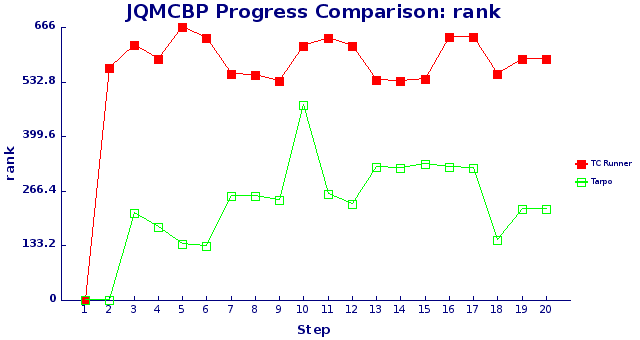 JQMCBP Progress Comparison: rank
666
532.8
399.6
266.4
133.2
0
rank
1 2 3 4 5 6 7 8 9 10 11 12 13 14 15 16 17 18 19 20
Step
TC Runner
Tarpo